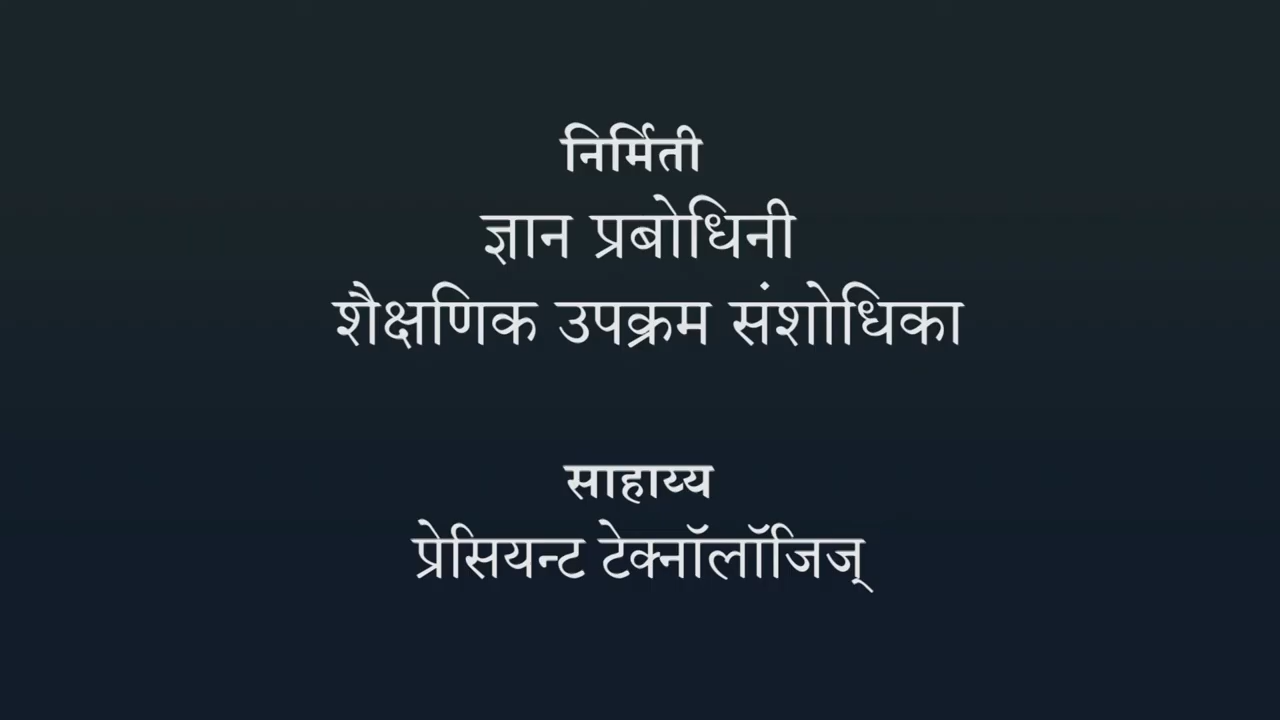 निर्मिती
ज्ञान प्रबोधिनी
शैक्षणिक उपक्रम संशोधिका
साहाय्य
प्रेसियन्ट टेक्नॉलॉजिज्